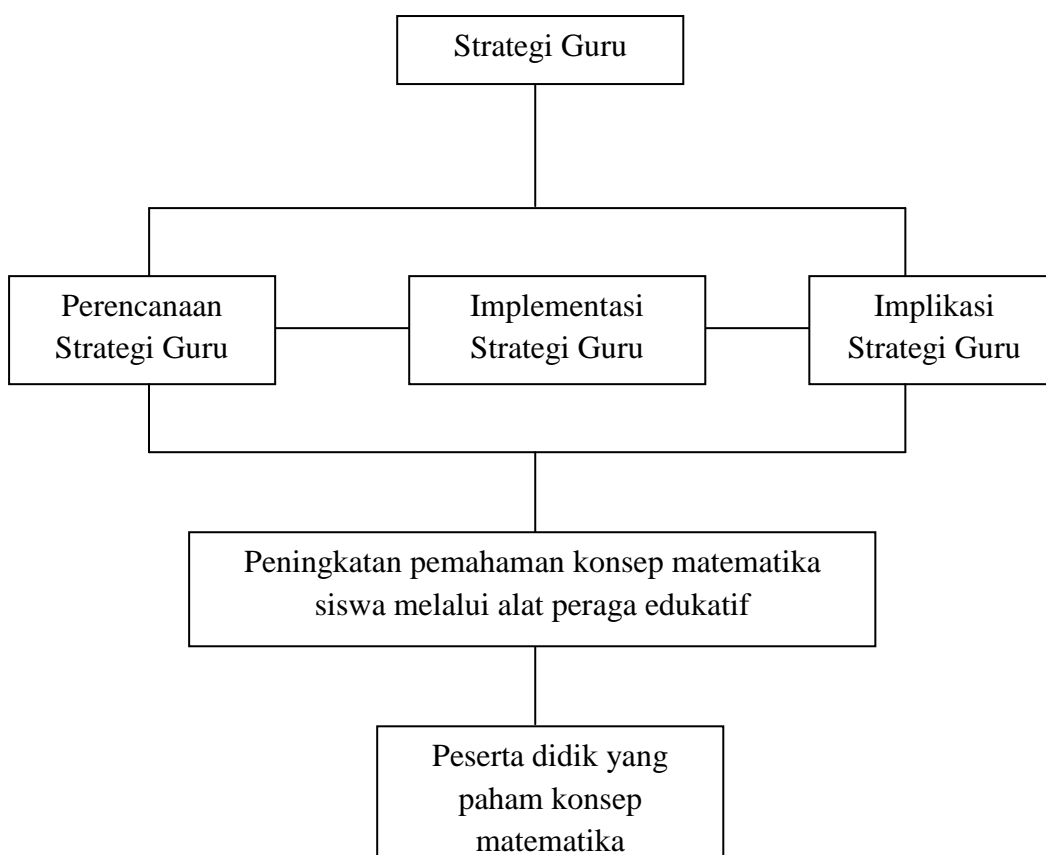 Strategi Guru
Perencanaan
Strategi Guru
Implementasi
Strategi Guru
Implikasi
Strategi Guru
Peningkatan pemahaman konsep matematika
siswa melalui alat peraga edukatif
Peserta didik yang
paham konsep
matematika